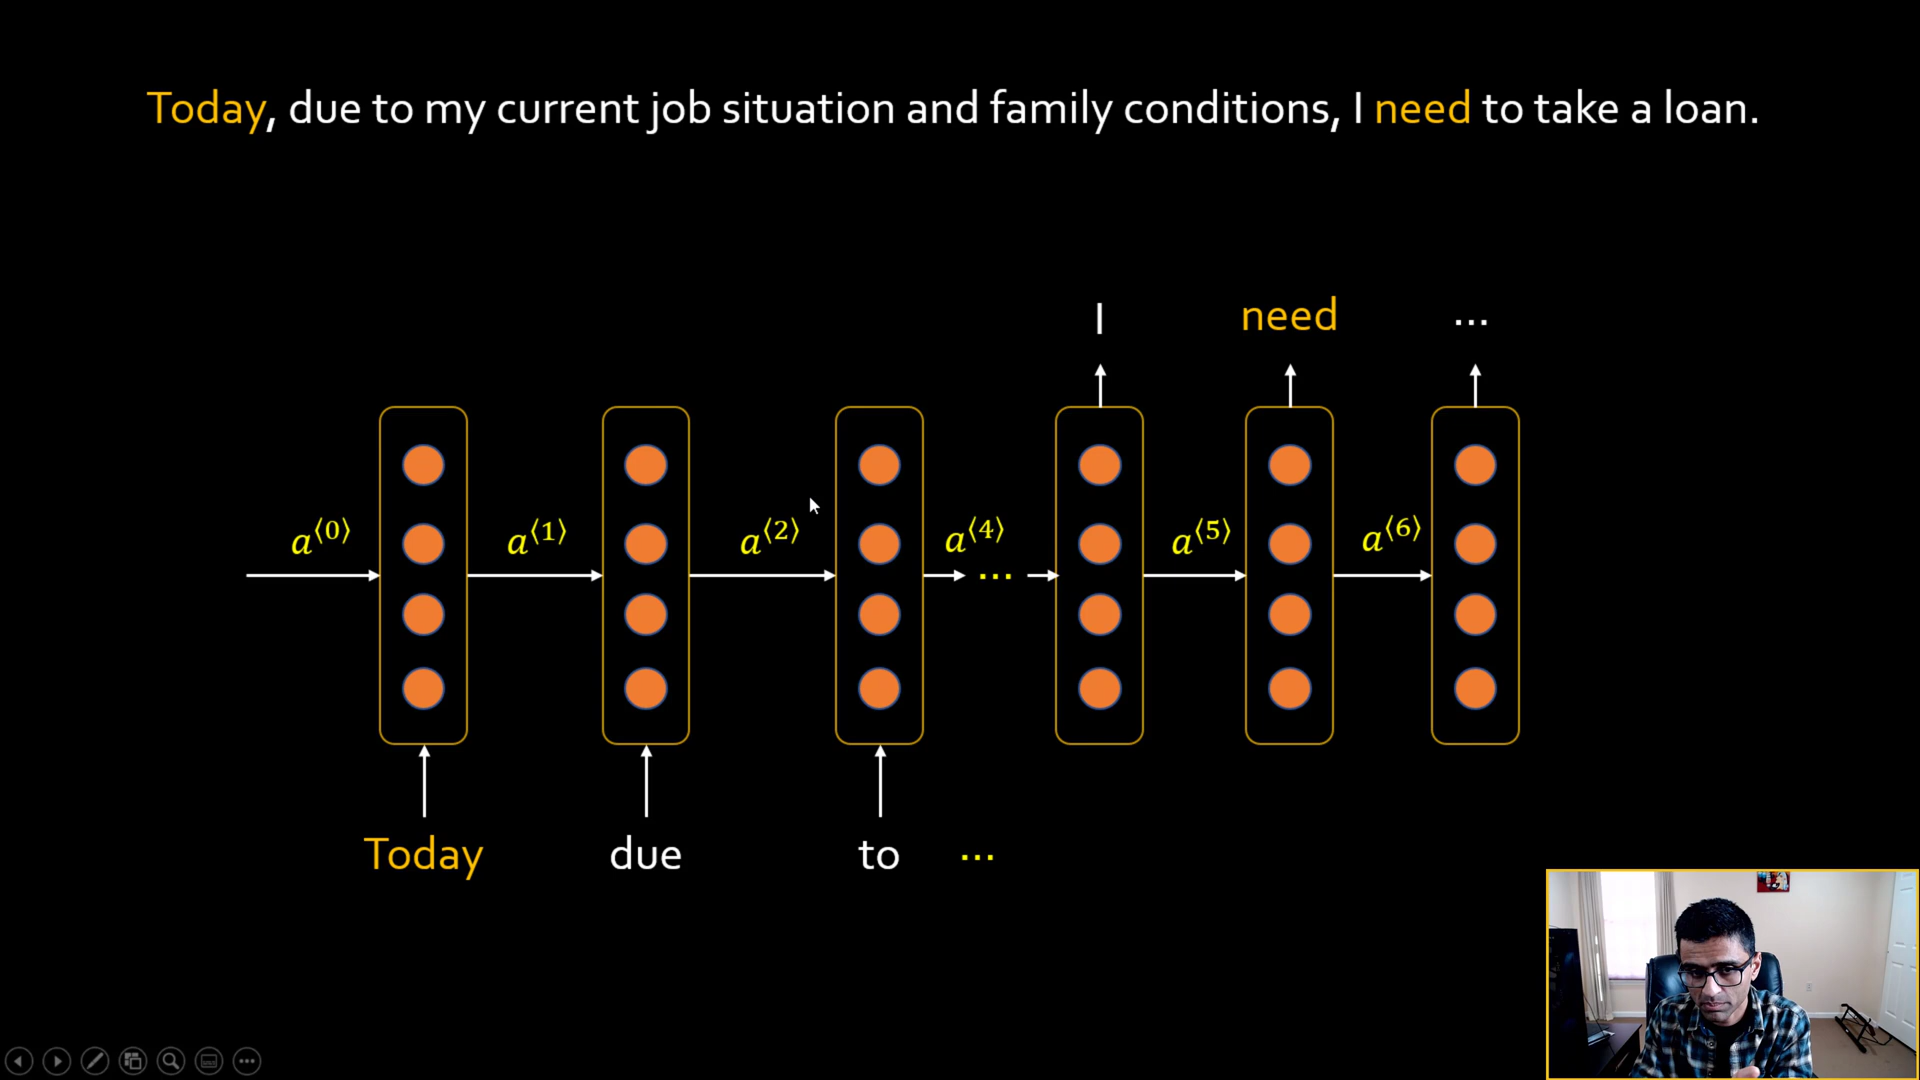 Today, due to my current job situation and family conditions, I need to take a loan.
I need ...
a⟨0⟩ a⟨1⟩ a⟨2⟩ a⟨4⟩ a⟨5⟩ a⟨6⟩
...
Today due to ...